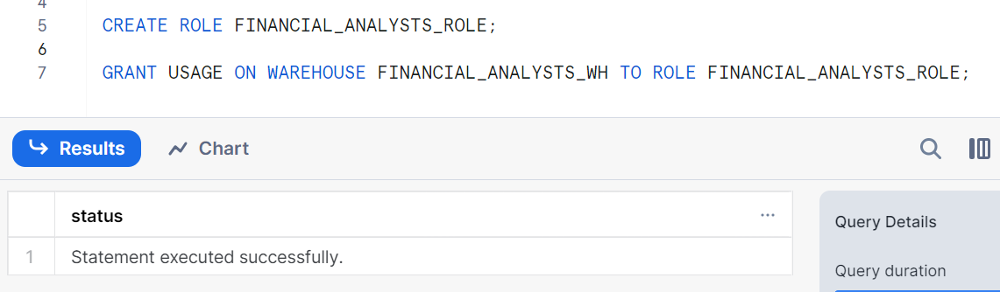 4
5 CREATE ROLE FINANCIAL_ANALYSTS_ROLE;
6
7 GRANT USAGE ON WAREHOUSE FINANCIAL_ANALYSTS_WH TO ROLE FINANCIAL_ANALYSTS_ROLE;
Results Chart
status ...
Query Details
1 Statement executed successfully.
Query duration